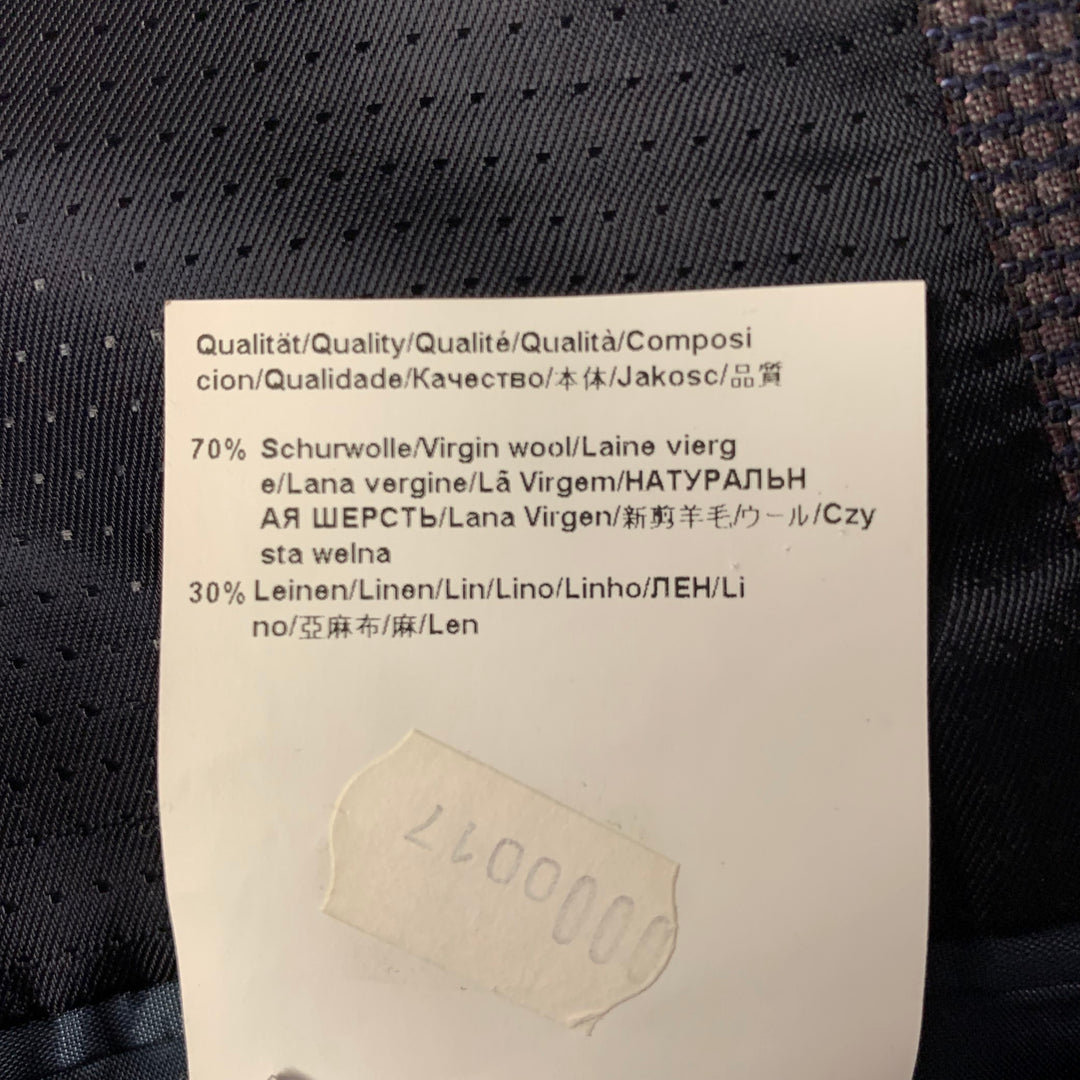 Qualität/Quality/Qualité/Qualità/Composi
cion/Qualidade/Качество/本体/Jakosc/品質
70% Schurwolle/Virgin wool/Laine vierg
e/Lana vergine/Lã Virgem/НАТУРАЛЬН
АЯ ШЕРСТЬ/Lana Virgen/新剪羊毛/ウール/Czy
sta welna
30% Leinen/Linen/Lin/Lino/Linho/ЛЕН/Li
no/亞麻布/麻/Len